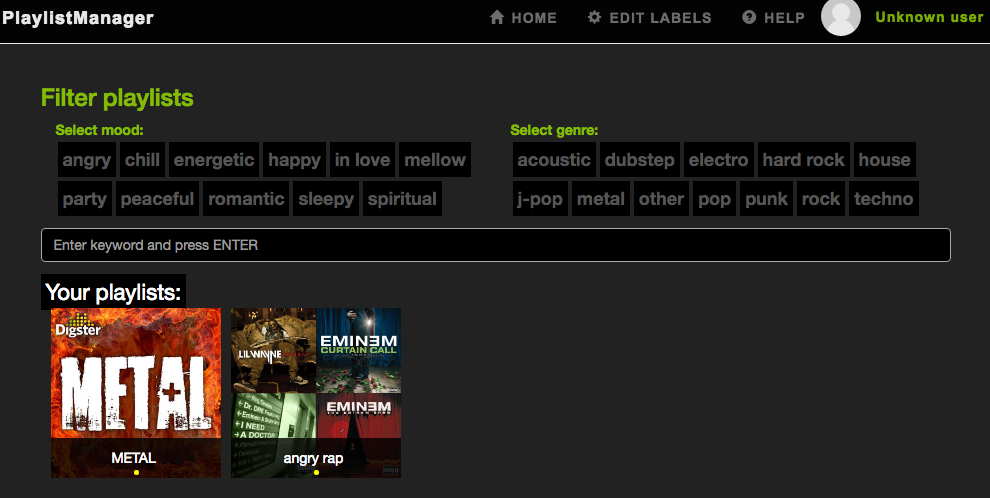 PlaylistManager
HOME EDIT LABELS HELP Unknown user
Filter playlists
Select mood:
angry chill energetic happy in love mellow
party peaceful romantic sleepy spiritual
Select genre:
acoustic dubstep electro hard rock house
j-pop metal other pop punk rock techno
Enter keyword and press ENTER
Your playlists:
Digster
METAL
METAL
LIL WAYNE
EMINEM
CURTAIN CALL
Dr. DRE
I NEED
A DOCTOR
EMINEM
angry rap